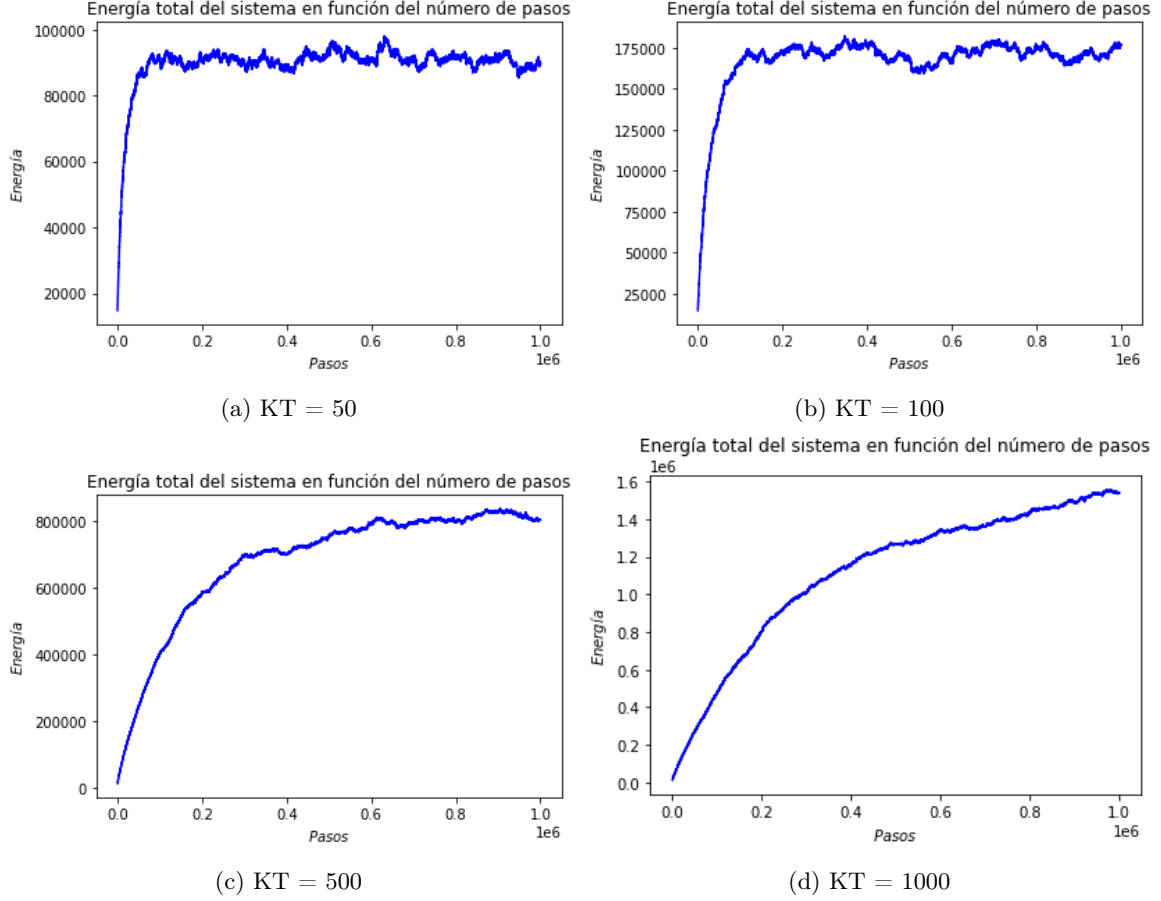 Energía total del sistema en función del número de pasos
100000
80000
60000
40000
20000
Energía
0.0 0.2 0.4 0.6 0.8 1.0
1e6
Pasos
(a) KT = 50
Energía total del sistema en función del número de pasos
175000
150000
125000
100000
75000
50000
25000
Energía
0.0 0.2 0.4 0.6 0.8 1.0
1e6
Pasos
(b) KT = 100
Energía total del sistema en función del número de pasos
800000
600000
400000
200000
0
Energía
0.0 0.2 0.4 0.6 0.8 1.0
1e6
Pasos
(c) KT = 500
Energía total del sistema en función del número de pasos
1e6
1.6
1.4
1.2
1.0
0.8
0.6
0.4
0.2
0.0
Energía
0.0 0.2 0.4 0.6 0.8 1.0
1e6
Pasos
(d) KT = 1000